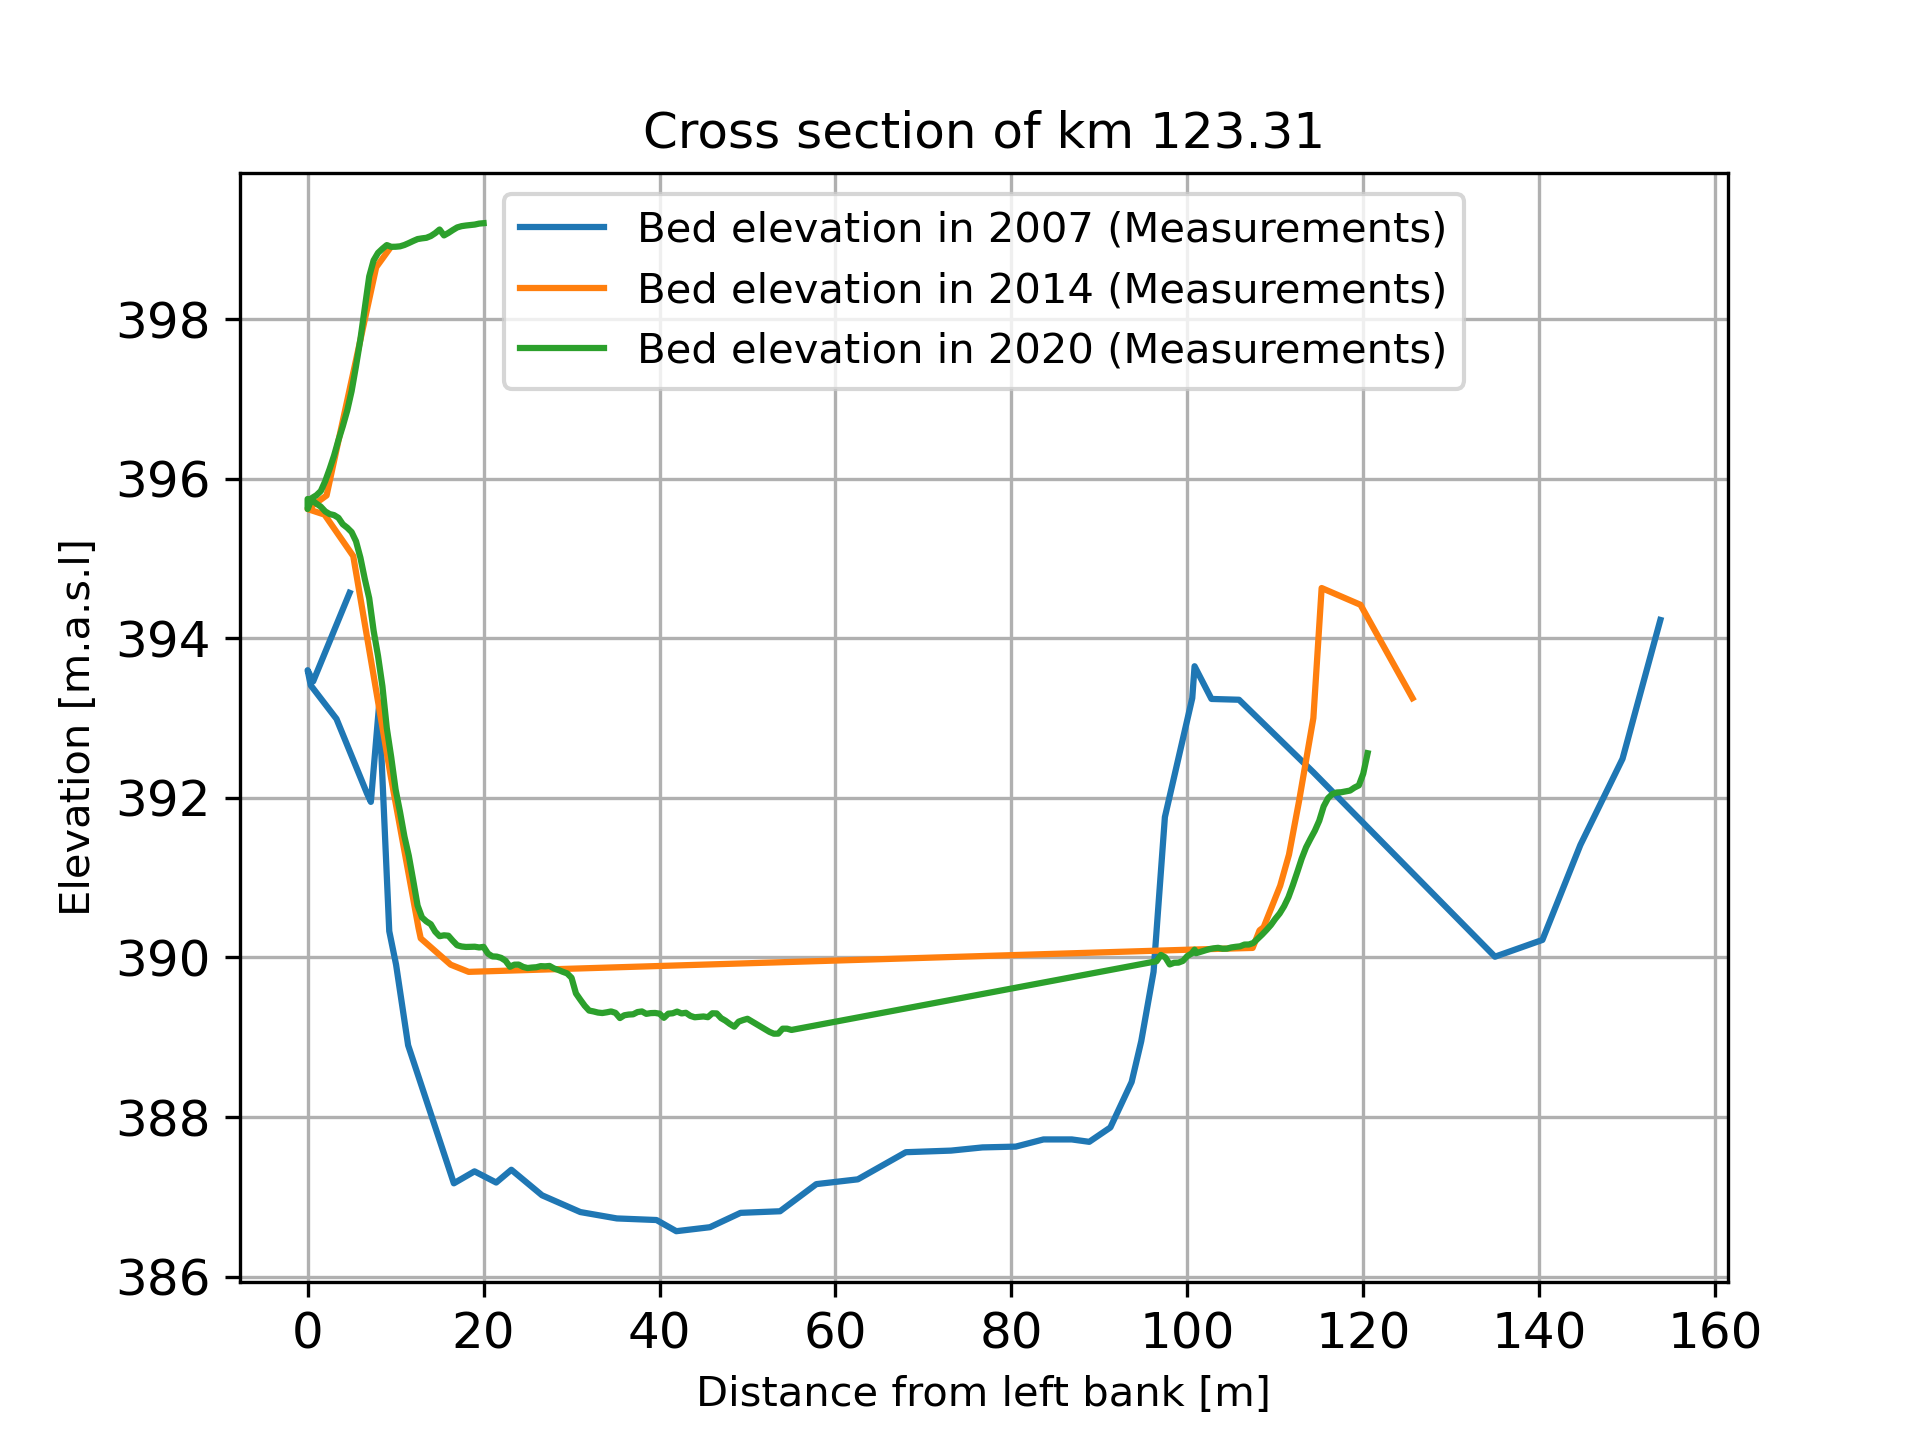 Cross section of km 123.31
Bed elevation in 2007 (Measurements)
Bed elevation in 2014 (Measurements)
Bed elevation in 2020 (Measurements)
Elevation [m.a.s.l]
398
396
394
392
390
388
386
0 20 40 60 80 100 120 140 160
Distance from left bank [m]